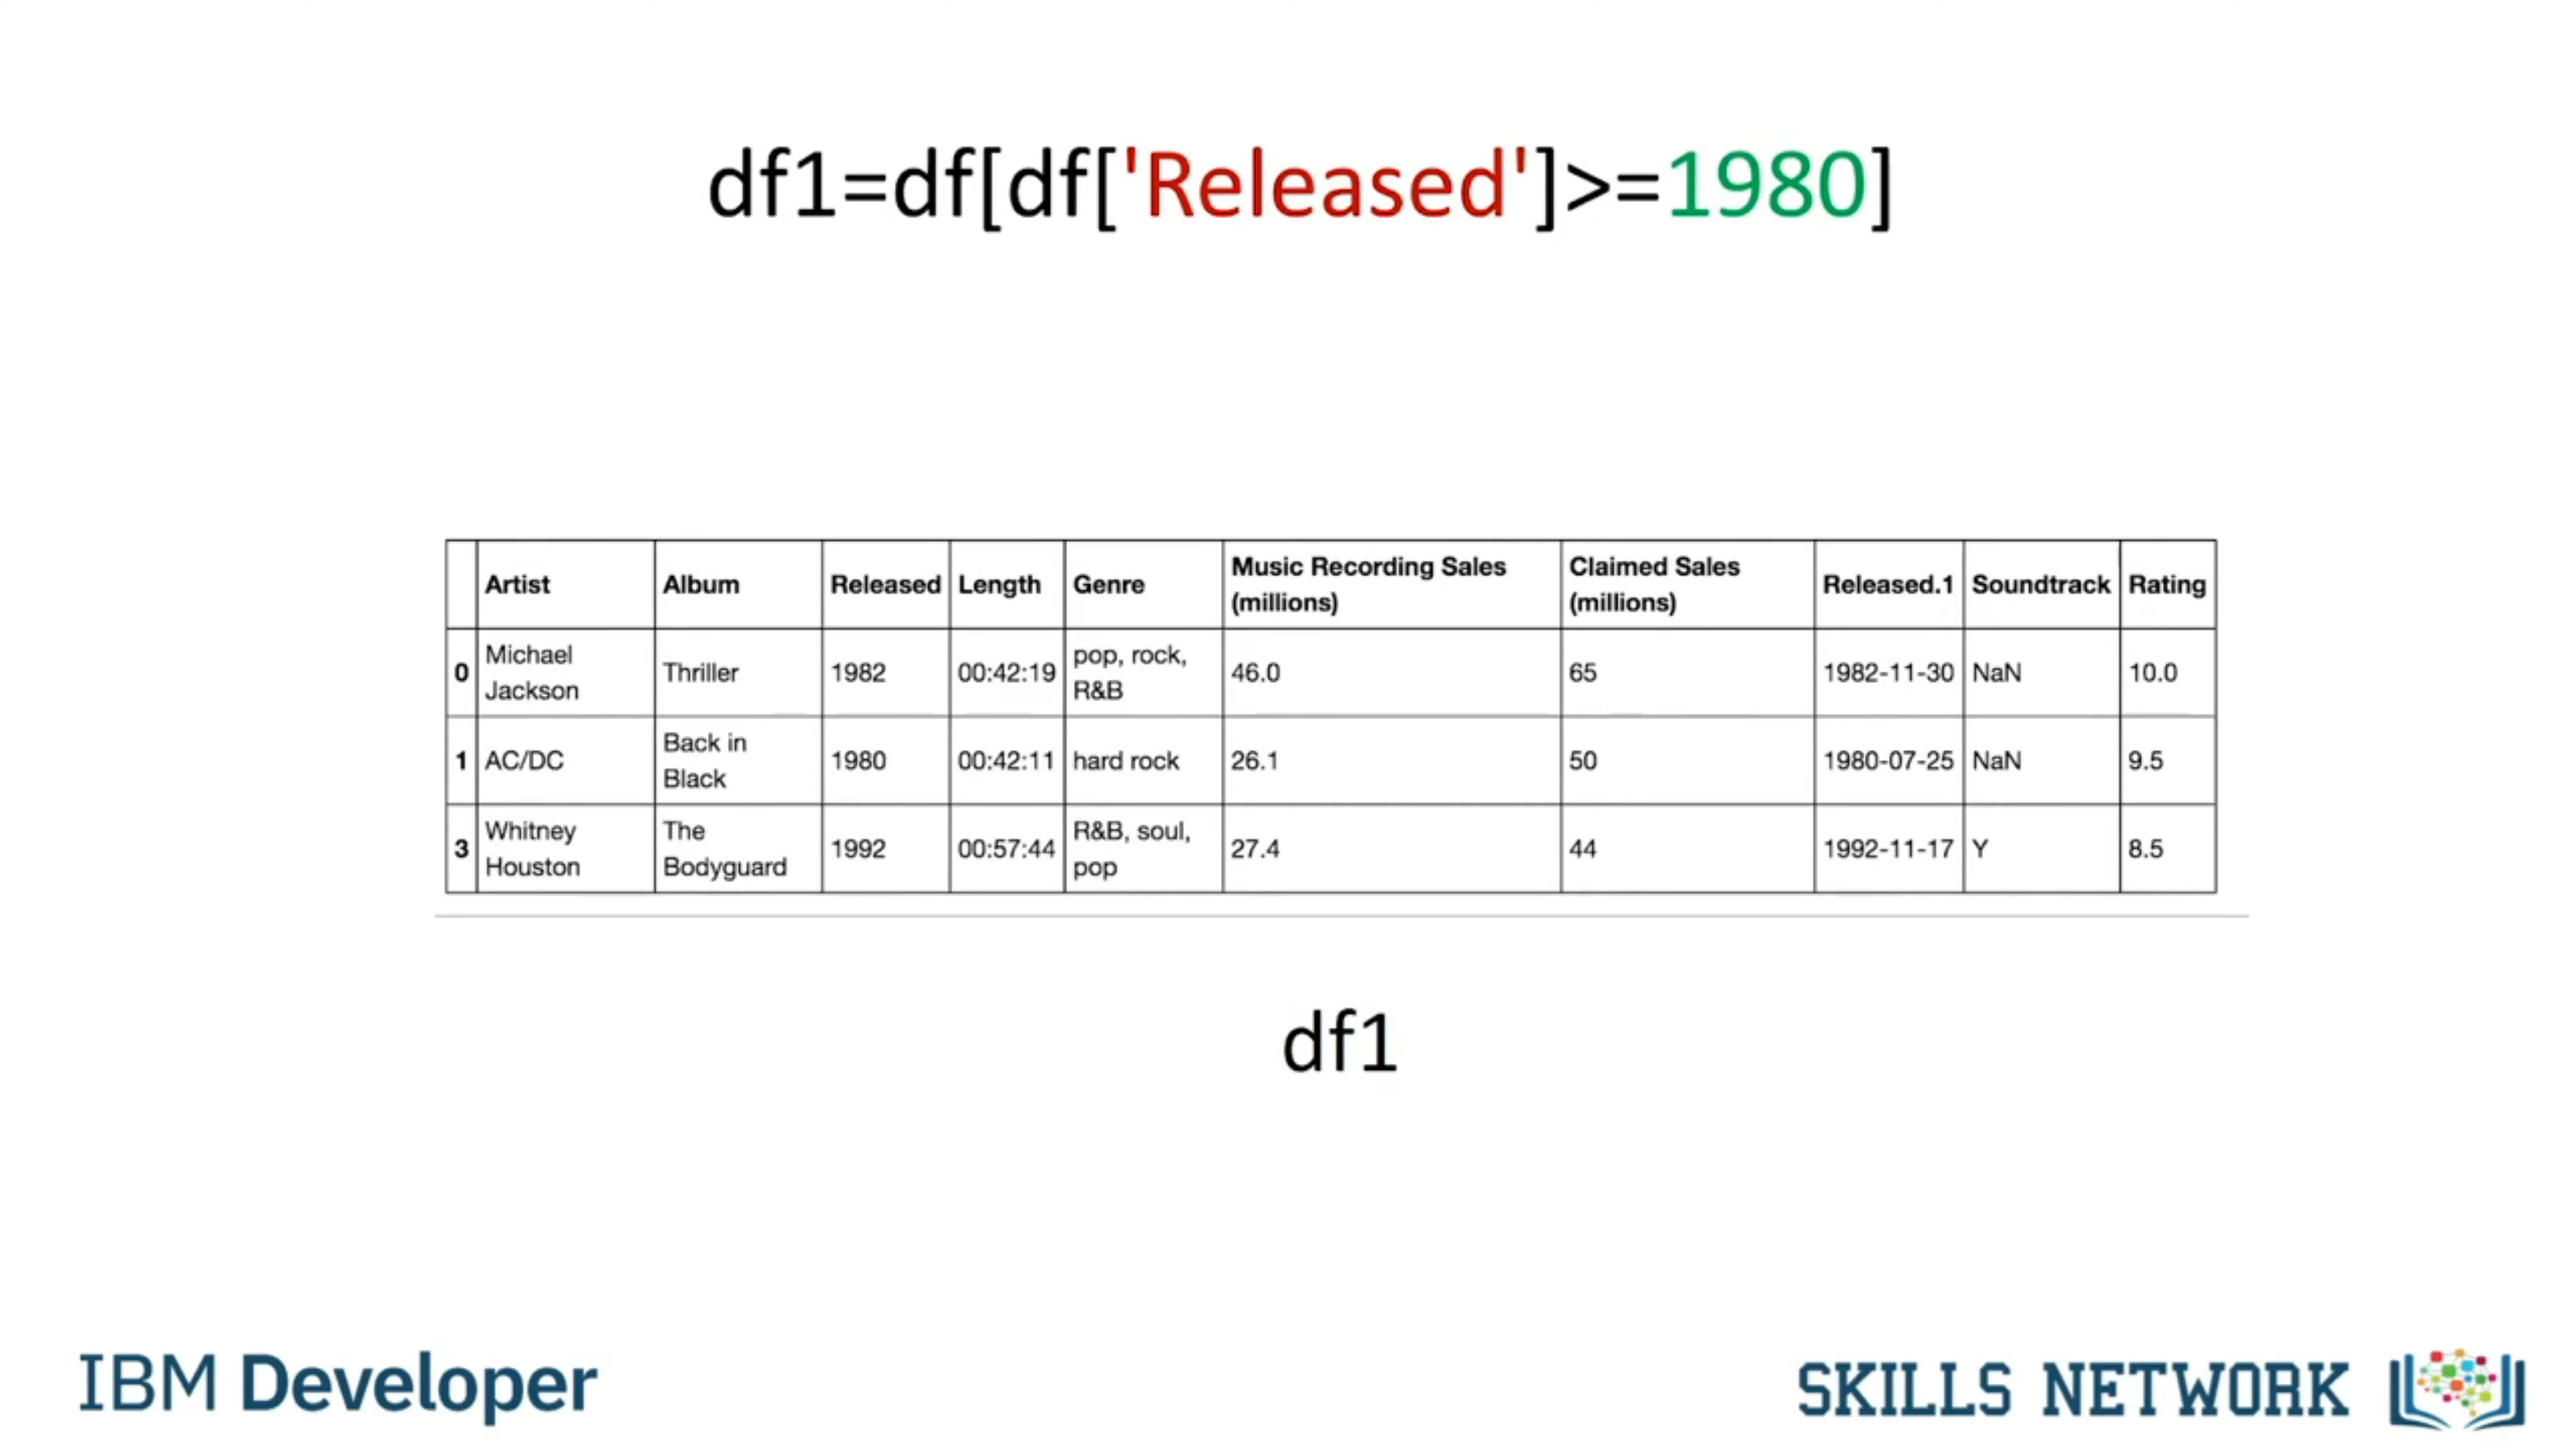 df1=df[df['Released']>=1980]
Artist Album Released Length Genre Music Recording Sales (millions) Claimed Sales (millions) Released.1 Soundtrack Rating
0 Michael Jackson Thriller 1982 00:42:19 pop, rock, R&B 46.0 65 1982-11-30 NaN 10.0
1 AC/DC Back in Black 1980 00:42:11 hard rock 26.1 50 1980-07-25 NaN 9.5
3 Whitney Houston The Bodyguard 1992 00:57:44 R&B, soul, pop 27.4 44 1992-11-17 Y 8.5
df1
IBM Developer
SKILLS NETWORK